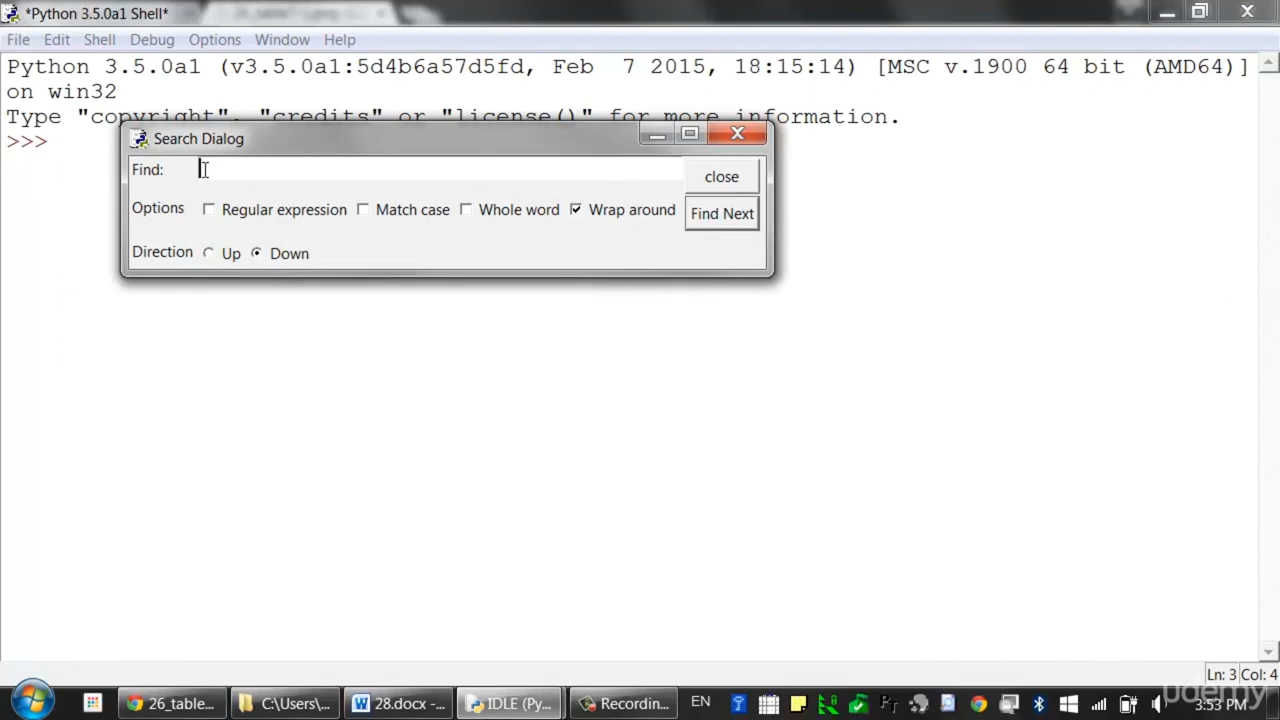 *Python 3.5.0a1 Shell*
File Edit Shell Debug Options Window Help
Python 3.5.0a1 (v3.5.0a1:5d4b6a57d5fd, Feb  7 2015, 18:15:14) [MSC v.1900 64 bit (AMD64)]
on win32
Type "copyright", "credits" or "license()" for more information.
>>>
Search Dialog
Find:
close
Options Regular expression Match case Whole word Wrap around
Find Next
Direction Up Down
Ln: 3 Col: 4
26_table... C:\Users\... 28.docx -... IDLE (Py... Recordin... EN 3:53 PM
udemy